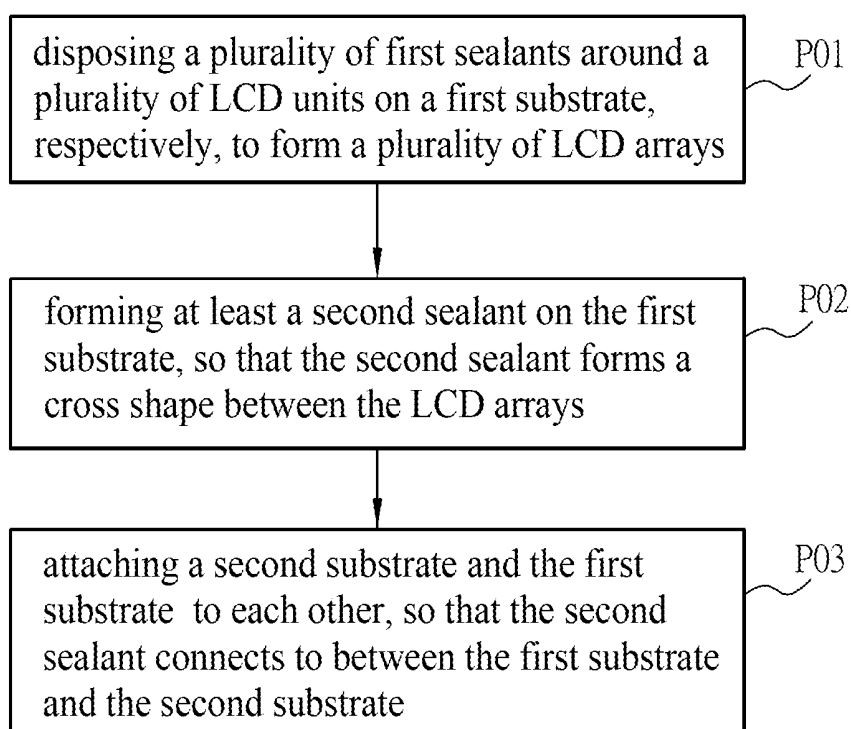 disposing a plurality of first sealants around a
plurality of LCD units on a first substrate,
respectively, to form a plurality of LCD arrays
P01
forming at least a second sealant on the first
substrate, so that the second sealant forms a
cross shape between the LCD arrays
P02
attaching a second substrate and the first
substrate to each other, so that the second
sealant connects to between the first substrate
and the second substrate
P03